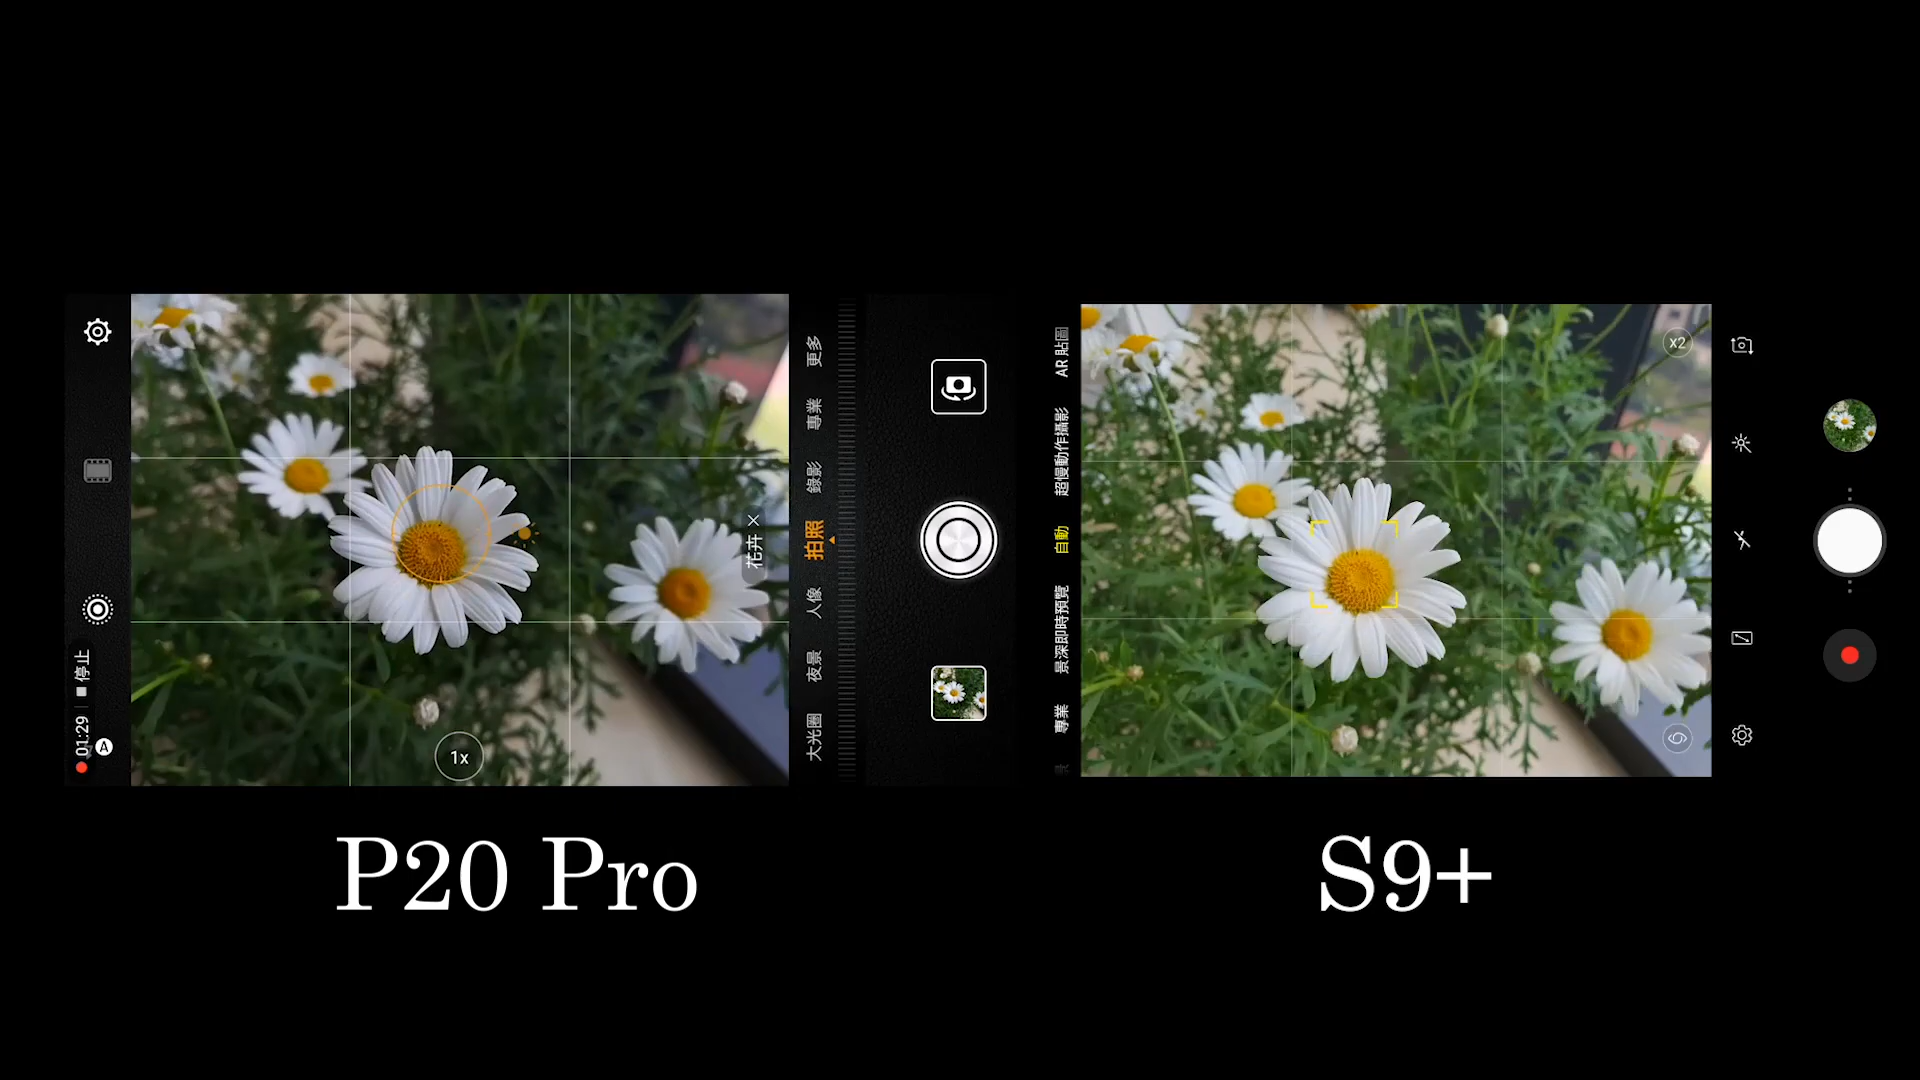 01:29 停止
A
1x
花卉 ×
更多
專業
錄影
拍照
人像
夜景
大光圈
AR 貼圖
超慢動作攝影
自動
景深即時預覽
專業
x2
P20 Pro
S9+